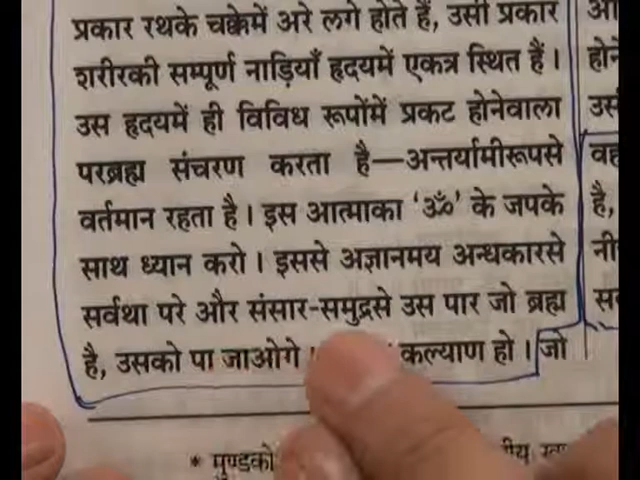 प्रकार रथके चक्केमें अरे लगे होते हैं, उसी प्रकार
शरीरकी सम्पूर्ण नाड़ियाँ हृदयमें एकत्र स्थित हैं।
उस हृदयमें ही विविध रूपोंमें प्रकट होनेवाला
परब्रह्म संचरण करता है—अन्तर्यामीरूपसे
वर्तमान रहता है। इस आत्माका ‘ॐ’ के जपके
साथ ध्यान करो। इससे अज्ञानमय अन्धकारसे
सर्वथा परे और संसार-समुद्रसे उस पार जो ब्रह्म
है, उसको पा जाओगे। कल्याण हो। जो
* मुण्डको
वह
है,